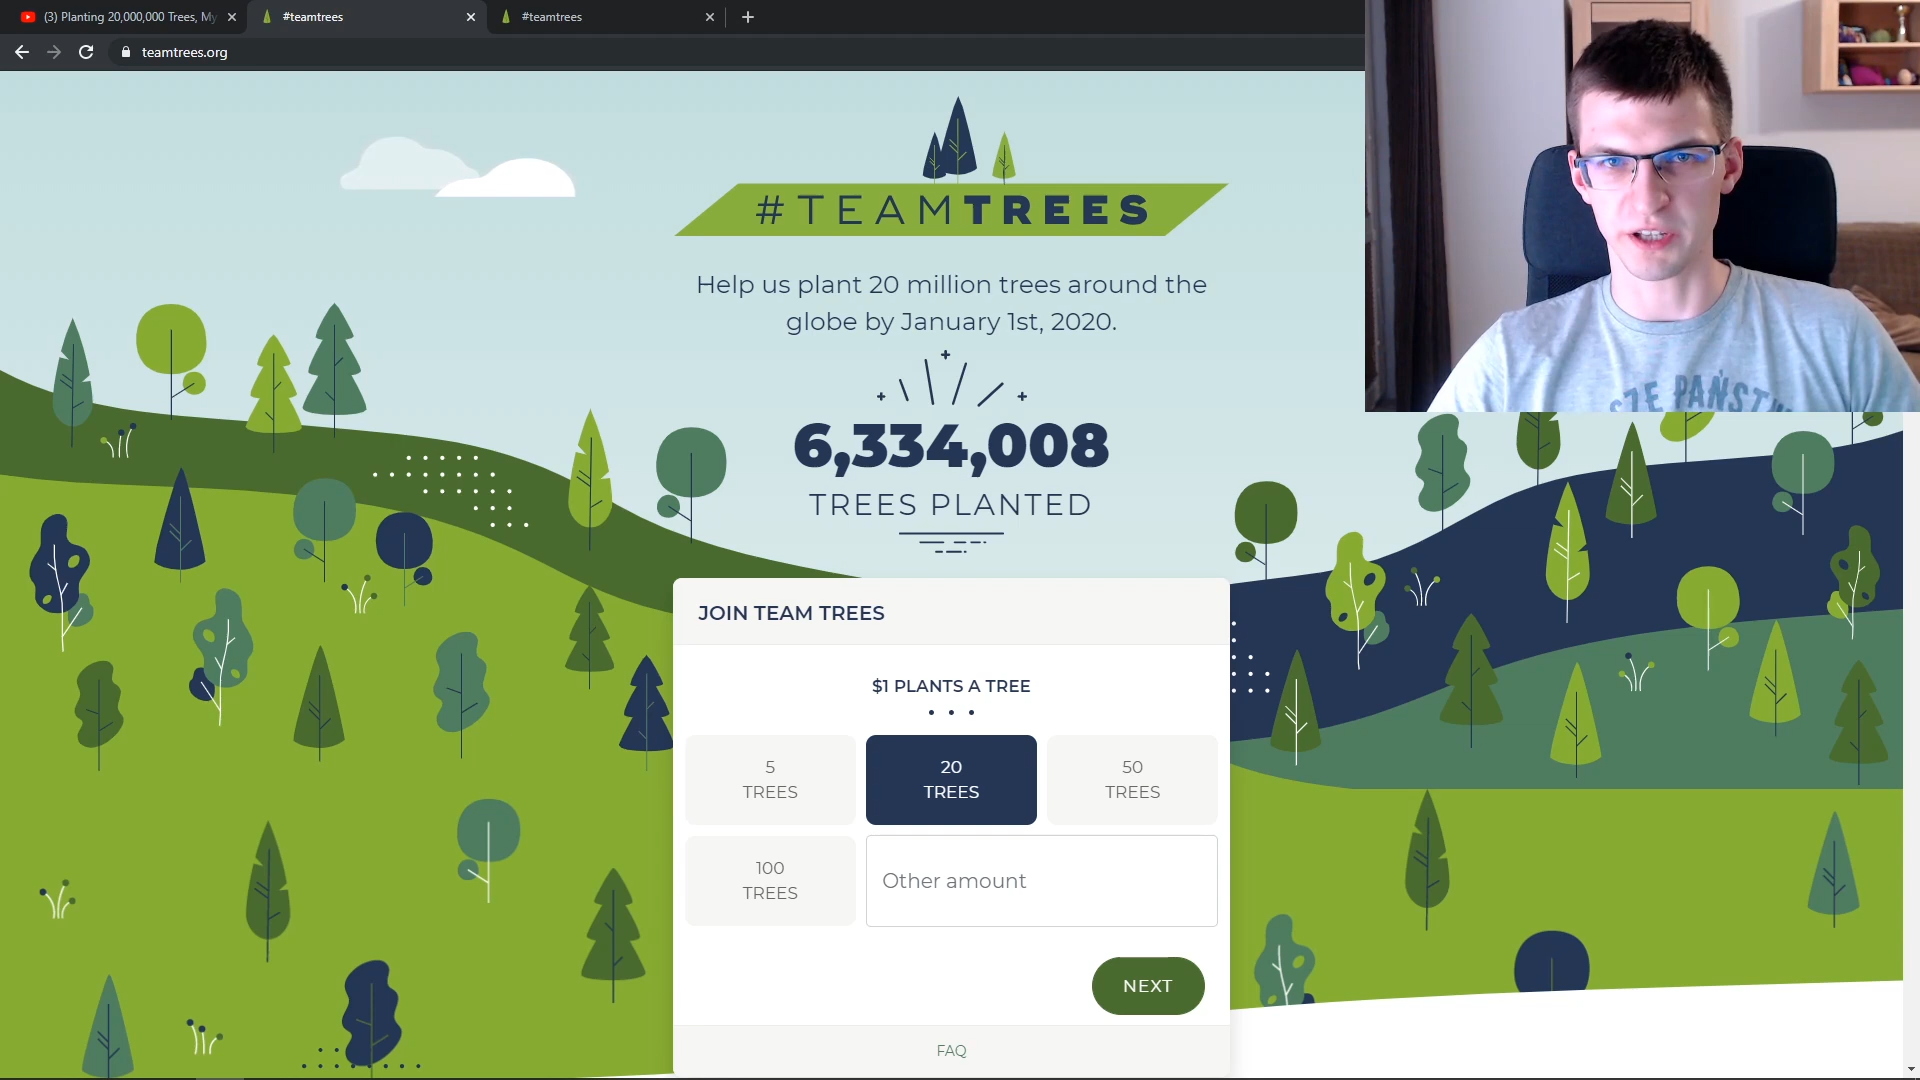 (3) Planting 20,000,000 Trees, My
#teamtrees
#teamtrees
teamtrees.org
#TEAMTREES
Help us plant 20 million trees around the
globe by January 1st, 2020.
6,334,008
TREES PLANTED
JOIN TEAM TREES
$1 PLANTS A TREE
5
TREES
20
TREES
50
TREES
100
TREES
Other amount
NEXT
FAQ